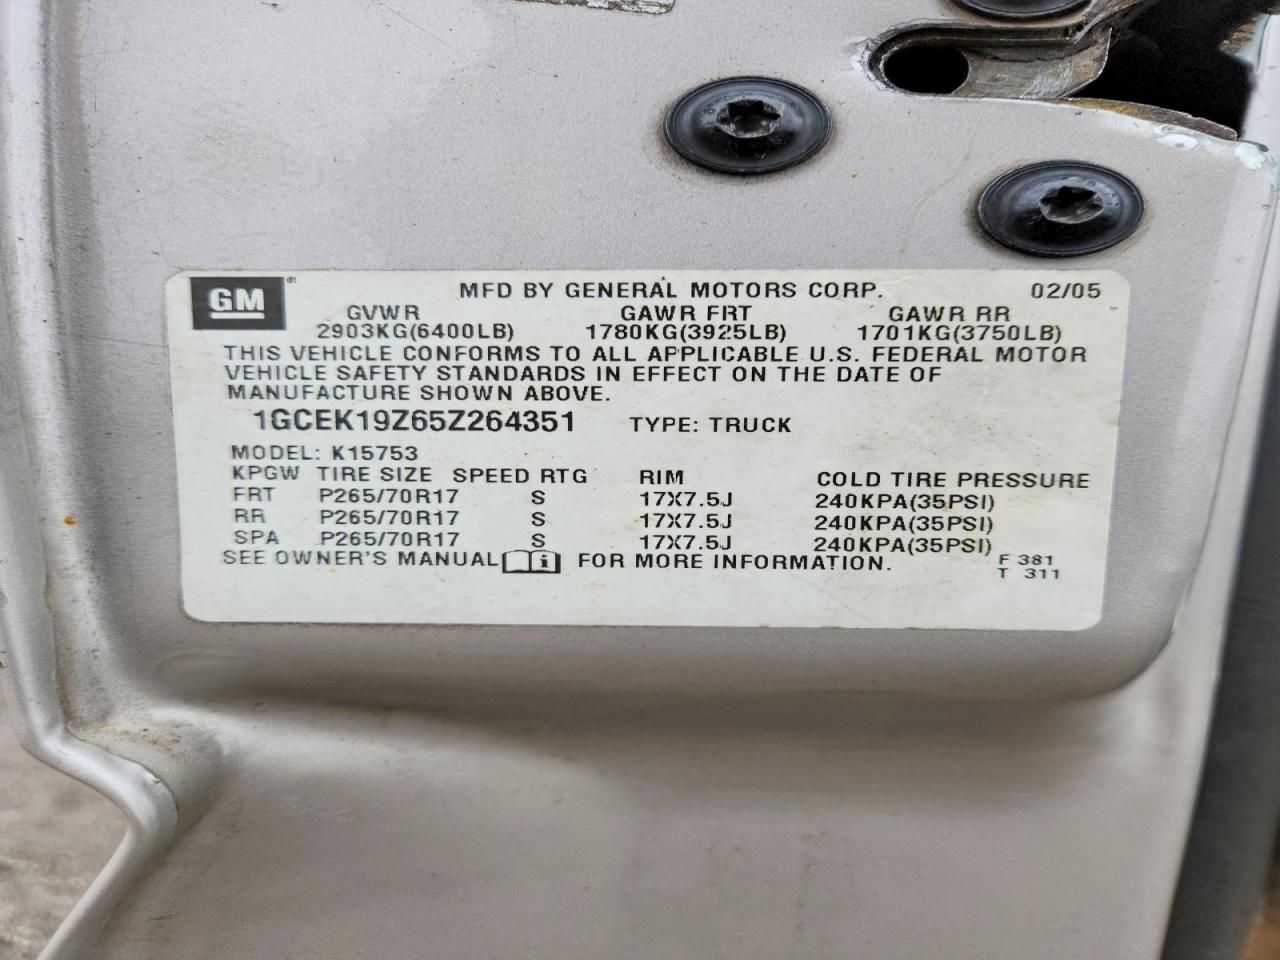 GM® MFD BY GENERAL MOTORS CORP. 02/05
GVWR GAWR FRT GAWR RR
2903KG(6400LB) 1780KG(3925LB) 1701KG(3750LB)
THIS VEHICLE CONFORMS TO ALL APPLICABLE U.S. FEDERAL MOTOR
VEHICLE SAFETY STANDARDS IN EFFECT ON THE DATE OF
MANUFACTURE SHOWN ABOVE.
1GCEK19Z65Z264351 TYPE: TRUCK
MODEL: K15753
KPGW TIRE SIZE SPEED RTG RIM COLD TIRE PRESSURE
FRT P265/70R17 S 17X7.5J 240KPA(35PSI)
RR P265/70R17 S 17X7.5J 240KPA(35PSI)
SPA P265/70R17 S 17X7.5J 240KPA(35PSI)
SEE OWNER'S MANUAL i FOR MORE INFORMATION. F 381
T 311